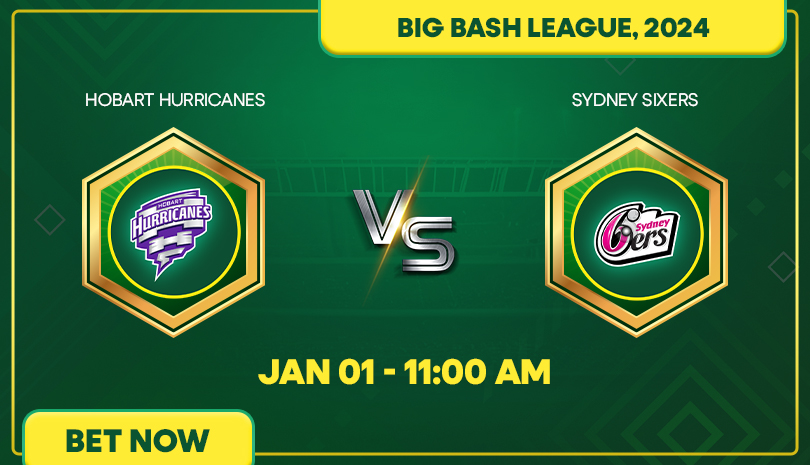 BIG BASH LEAGUE, 2024
HOBART HURRICANES
SYDNEY SIXERS
HOBART
HURRICANES
VS
Sydney
6ers
JAN 01 - 11:00 AM
BET NOW